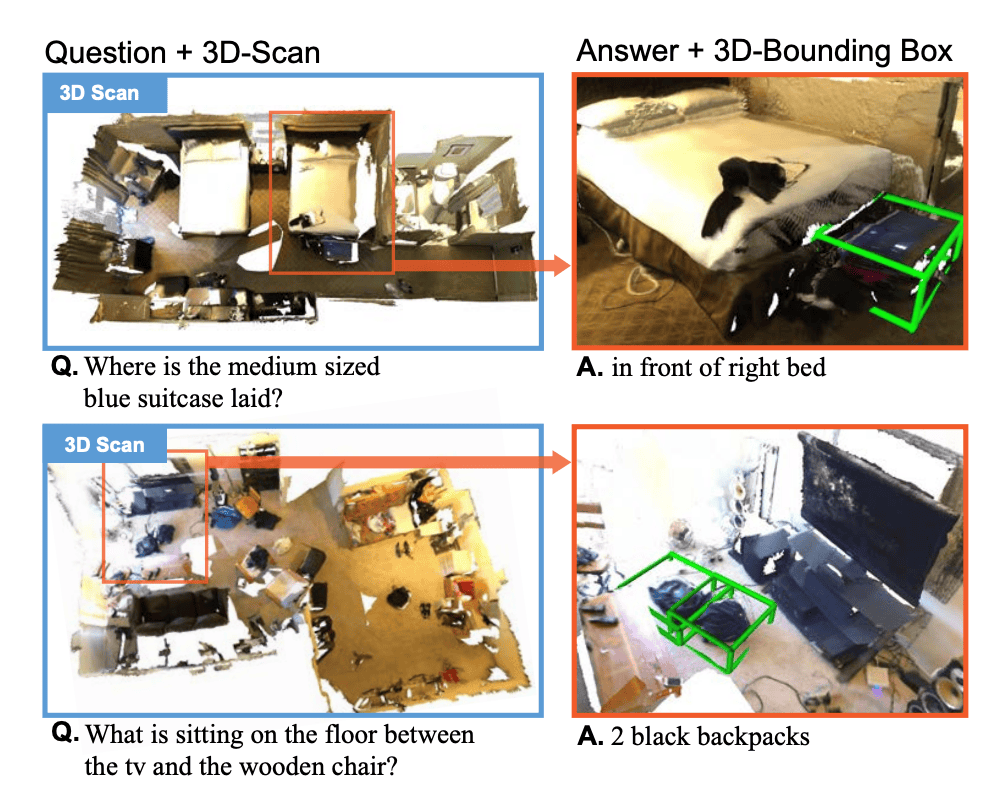 Question + 3D-Scan
Answer + 3D-Bounding Box
3D Scan
Q. Where is the medium sized
blue suitcase laid?
A. in front of right bed
3D Scan
Q. What is sitting on the floor between
the tv and the wooden chair?
A. 2 black backpacks